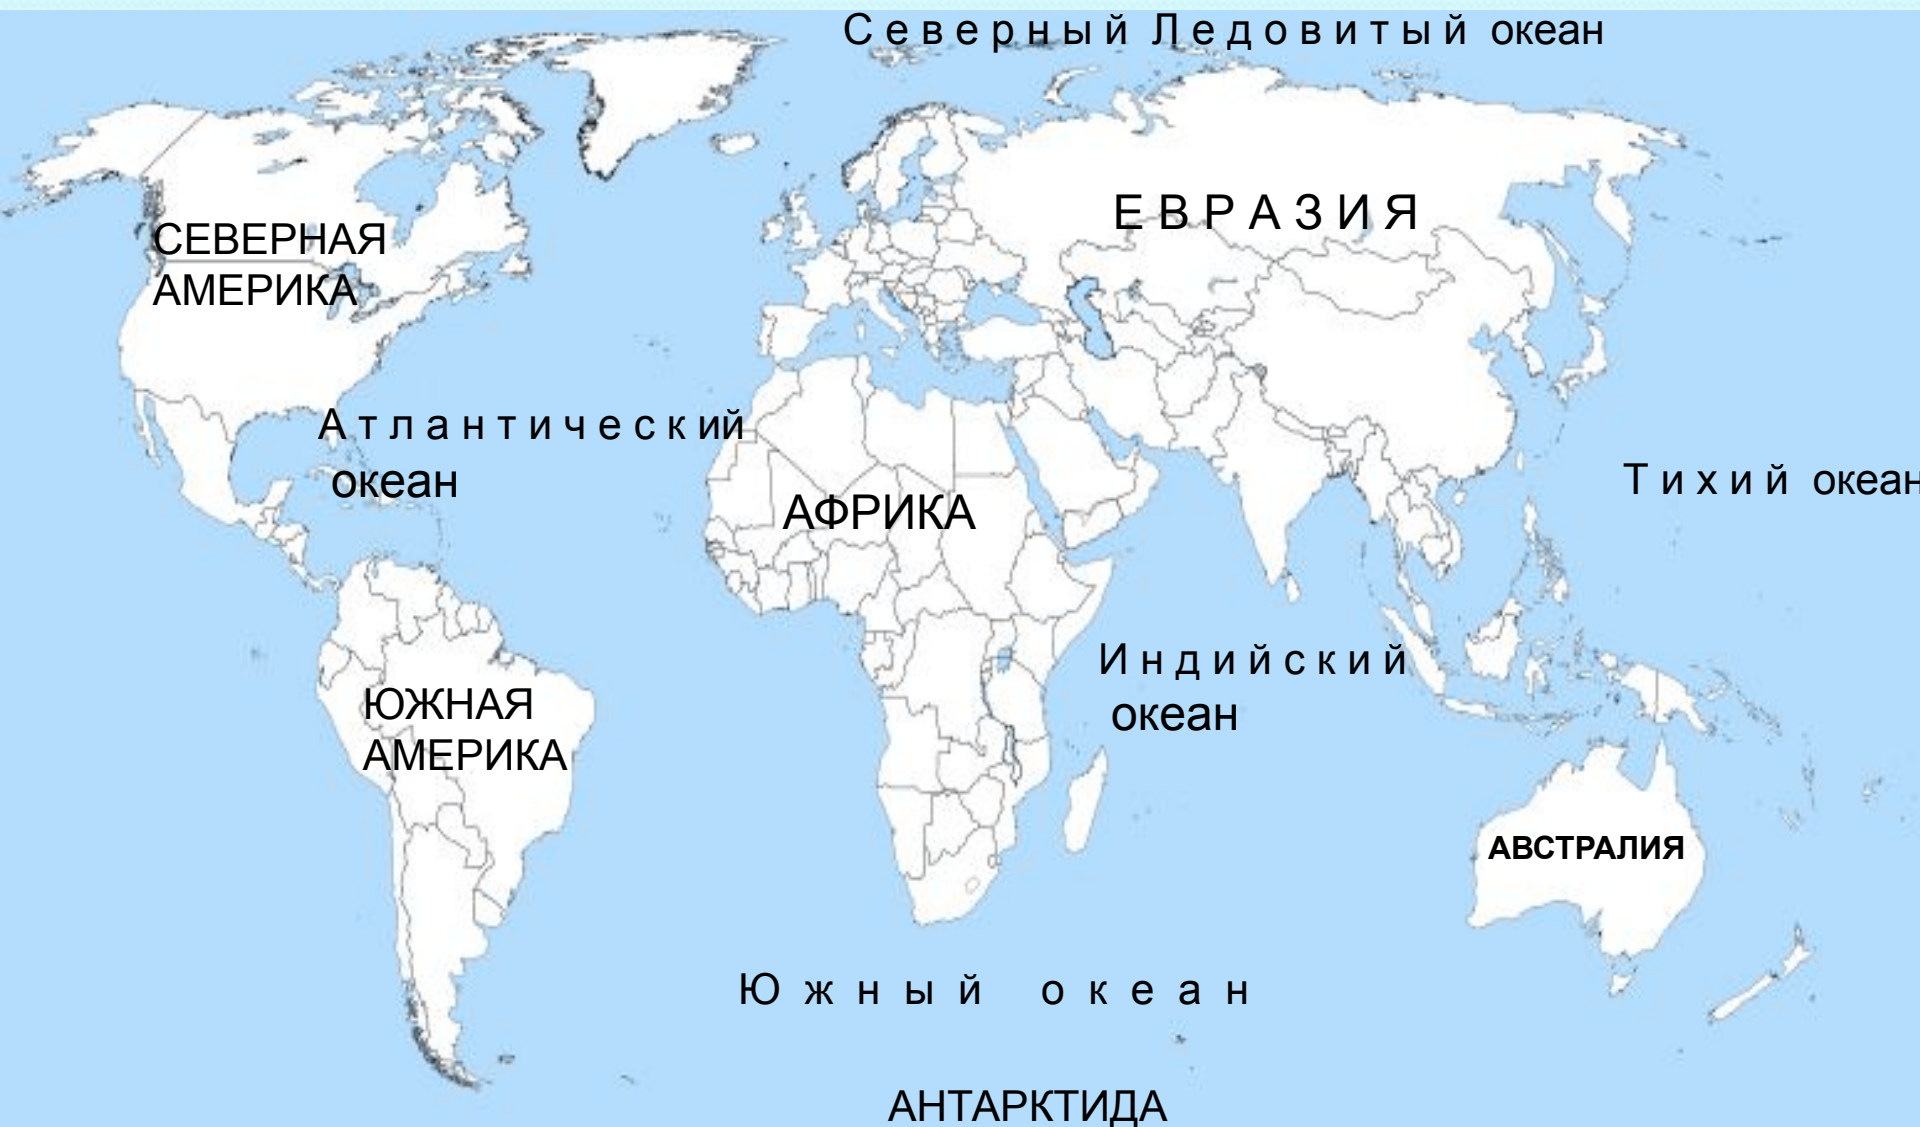 Северный Ледовитый океан
ЕВРАЗИЯ
СЕВЕРНАЯ
АМЕРИКА
Атлантический
океан
Тихий океан
АФРИКА
Индийский
океан
ЮЖНАЯ
АМЕРИКА
АВСТРАЛИЯ
Южный океан
АНТАРКТИДА